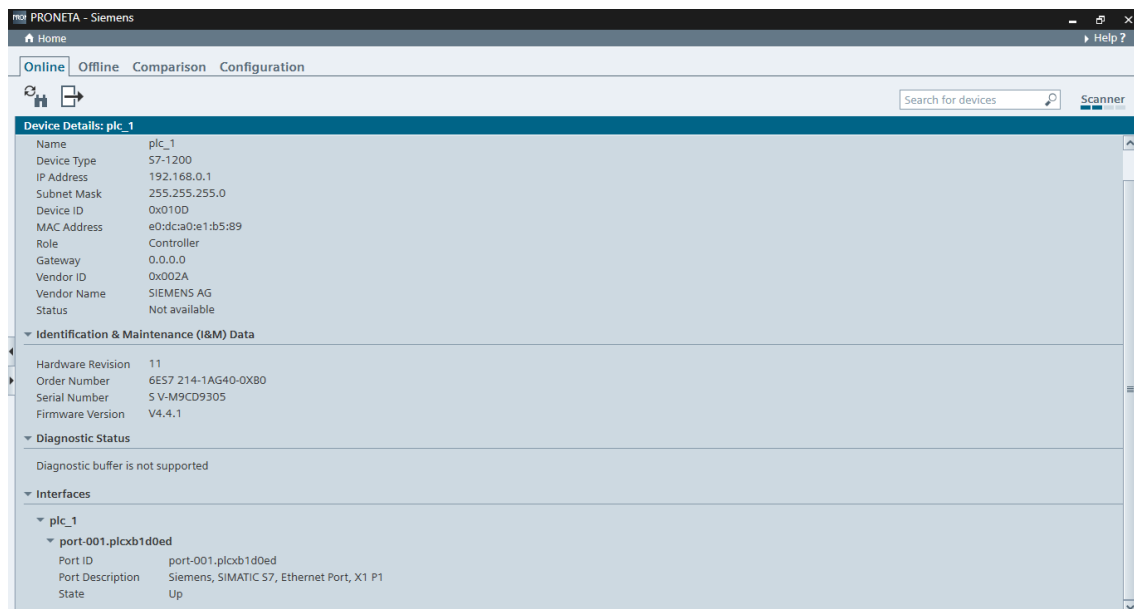 PRONETA - Siemens
Home
Help ?
Online Offline Comparison Configuration
Search for devices
Scanner
Device Details: plc_1
Name plc_1
Device Type S7-1200
IP Address 192.168.0.1
Subnet Mask 255.255.255.0
Device ID 0x010D
MAC Address e0:dc:a0:e1:b5:89
Role Controller
Gateway 0.0.0.0
Vendor ID 0x002A
Vendor Name SIEMENS AG
Status Not available
Identification & Maintenance (I&M) Data
Hardware Revision 11
Order Number 6ES7 214-1AG40-0XB0
Serial Number S V-M9CD9305
Firmware Version V4.4.1
Diagnostic Status
Diagnostic buffer is not supported
Interfaces
plc_1
port-001.plcxb1d0ed
Port ID port-001.plcxb1d0ed
Port Description Siemens, SIMATIC S7, Ethernet Port, X1 P1
State Up